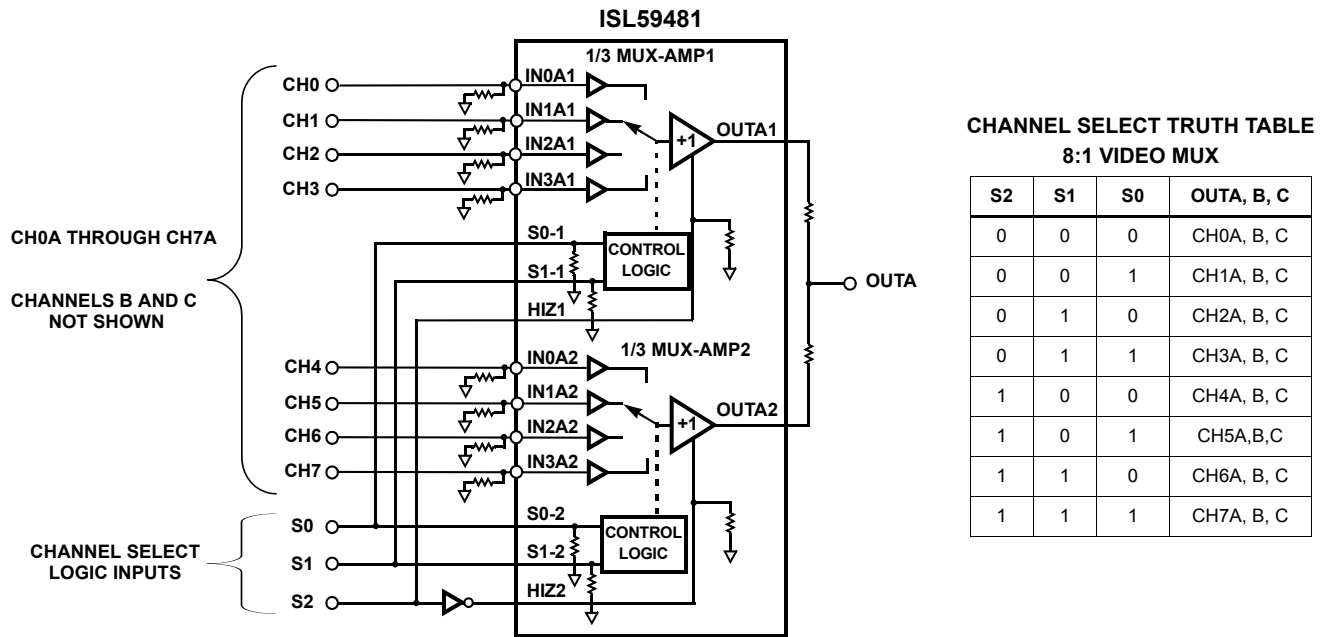 ISL59481
1/3 MUX-AMP1
CH0
IN0A1
CH1
IN1A1
CH2
IN2A1
CH3
IN3A1
+1
OUTA1
S0-1
S1-1
HIZ1
CONTROL
LOGIC
CH0A THROUGH CH7A
CHANNELS B AND C
NOT SHOWN
OUTA
1/3 MUX-AMP2
CH4
IN0A2
CH5
IN1A2
CH6
IN2A2
CH7
IN3A2
+1
OUTA2
CHANNEL SELECT
LOGIC INPUTS
S0
S0-2
S1
S1-2
S2
HIZ2
CONTROL
LOGIC
CHANNEL SELECT TRUTH TABLE
8:1 VIDEO MUX
S2 S1 S0 OUTA, B, C
0 0 0 CH0A, B, C
0 0 1 CH1A, B, C
0 1 0 CH2A, B, C
0 1 1 CH3A, B, C
1 0 0 CH4A, B, C
1 0 1 CH5A,B,C
1 1 0 CH6A, B, C
1 1 1 CH7A, B, C